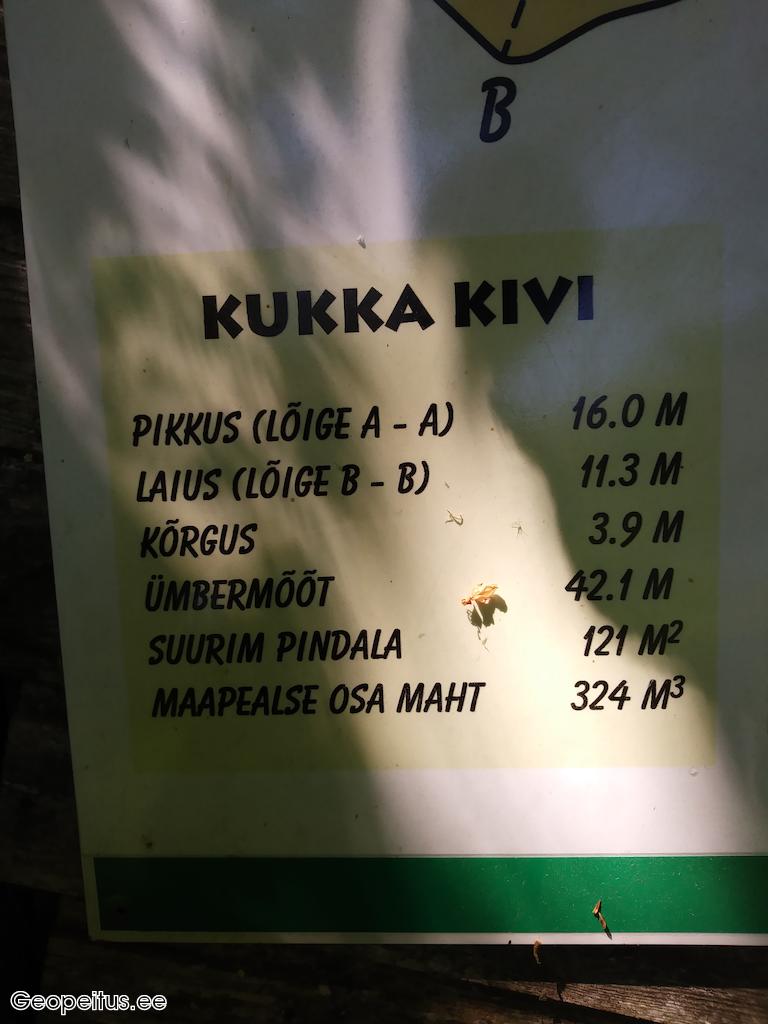 B
KUKKA KIVI
PIKKUS (LÕIGE A - A) 16.0 M
LAIUS (LÕIGE B - B) 11.3 M
KÕRGUS 3.9 M
ÜMBERMÕÕT 42.1 M
SUURIM PINDALA 121 M²
MAAPEALSE OSA MAHT 324 M³
Geopeitus.ee